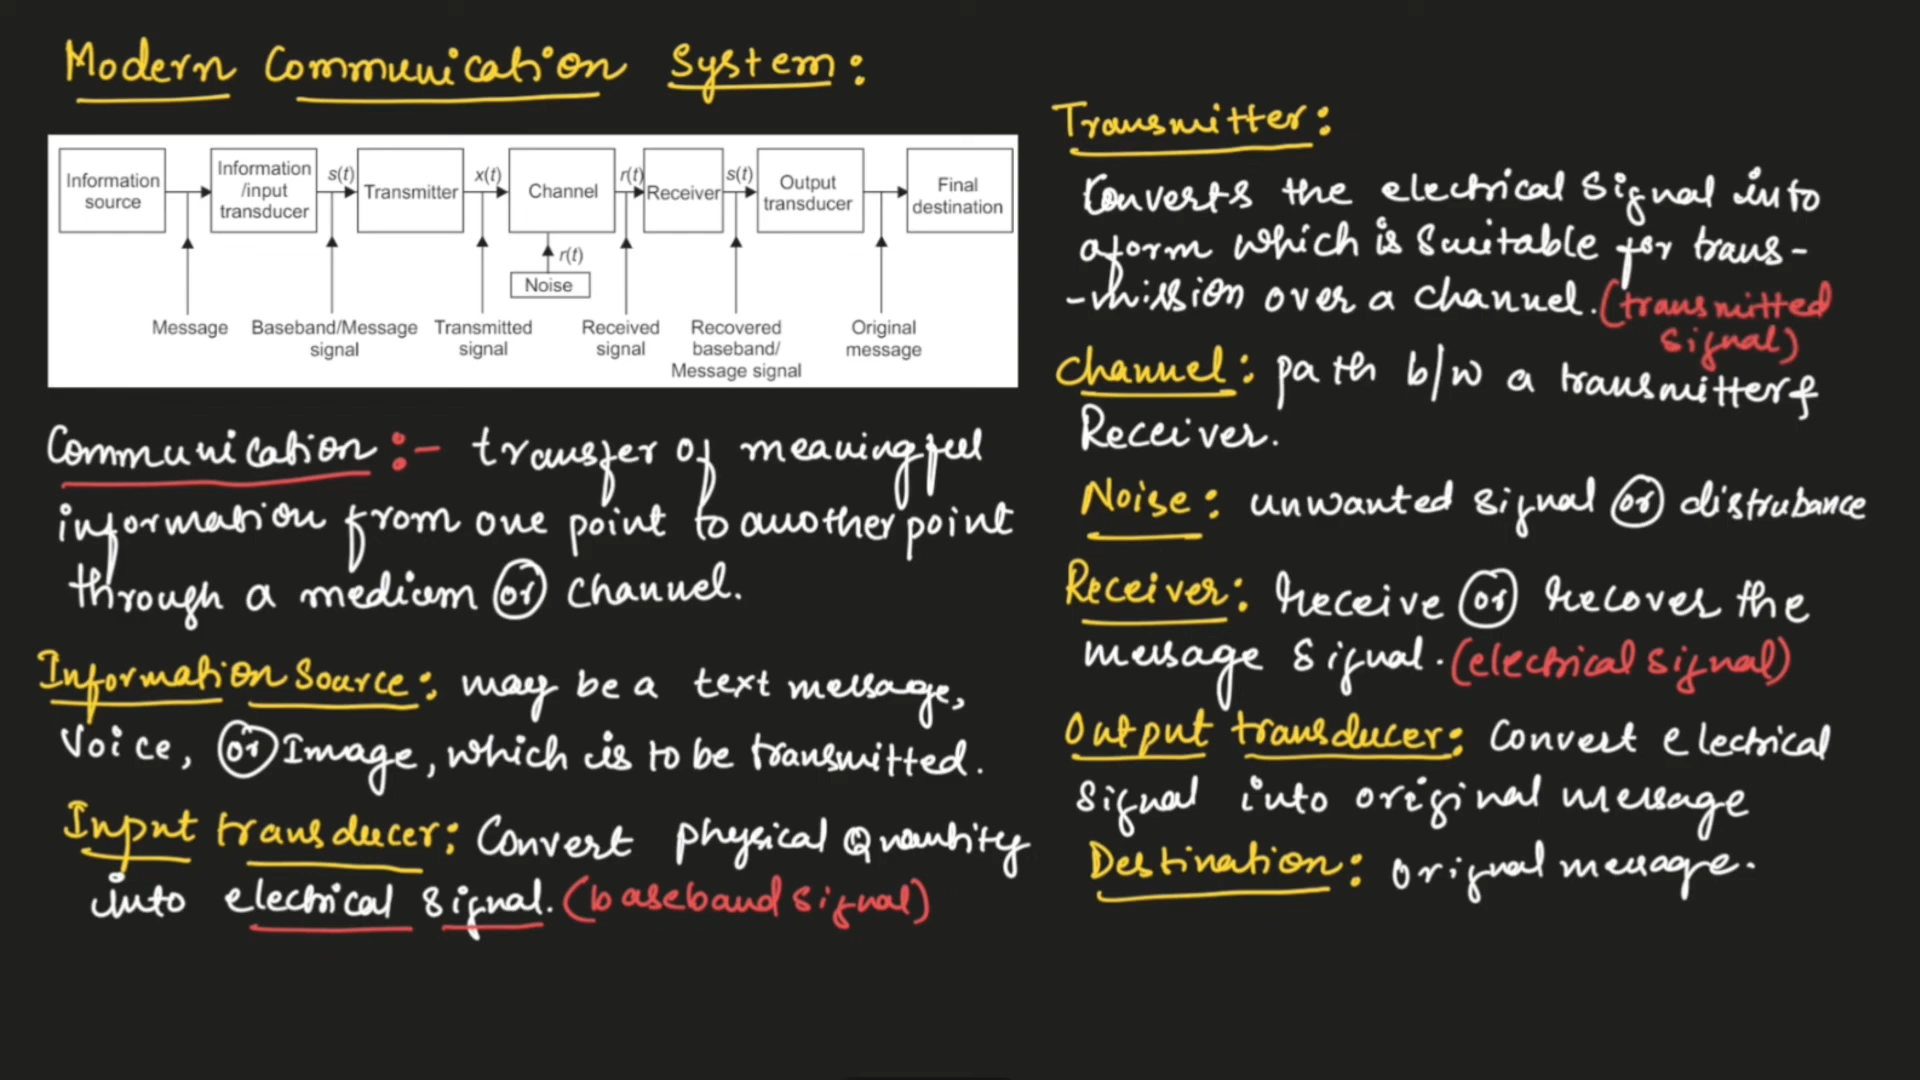 Modern Communication System:
Information source
Information /input transducer
s(t)
Transmitter
x(t)
Channel
r(t)
Receiver
s(t)
Output transducer
Final destination
r(t)
Noise
Message
Baseband/Message signal
Transmitted signal
Received signal
Recovered baseband/ Message signal
Original message
Communication:- transfer of meaningful
information from one point to another point
through a medium or channel.
Information Source: may be a text message,
Voice, or Image, which is to be transmitted.
Input transducer: Convert physical Quantity
into electrical signal. (baseband signal)
Transmitter:
Converts the electrical signal into
a form which is suitable for trans-
-mission over a channel. (transmitted
signal)
Channel: path b/w a transmitter &
Receiver.
Noise: unwanted signal or distrubance
Receiver: receive or recover the
message signal. (electrical signal)
Output transducer: Convert electrical
signal into original message
Destination: orignal message.